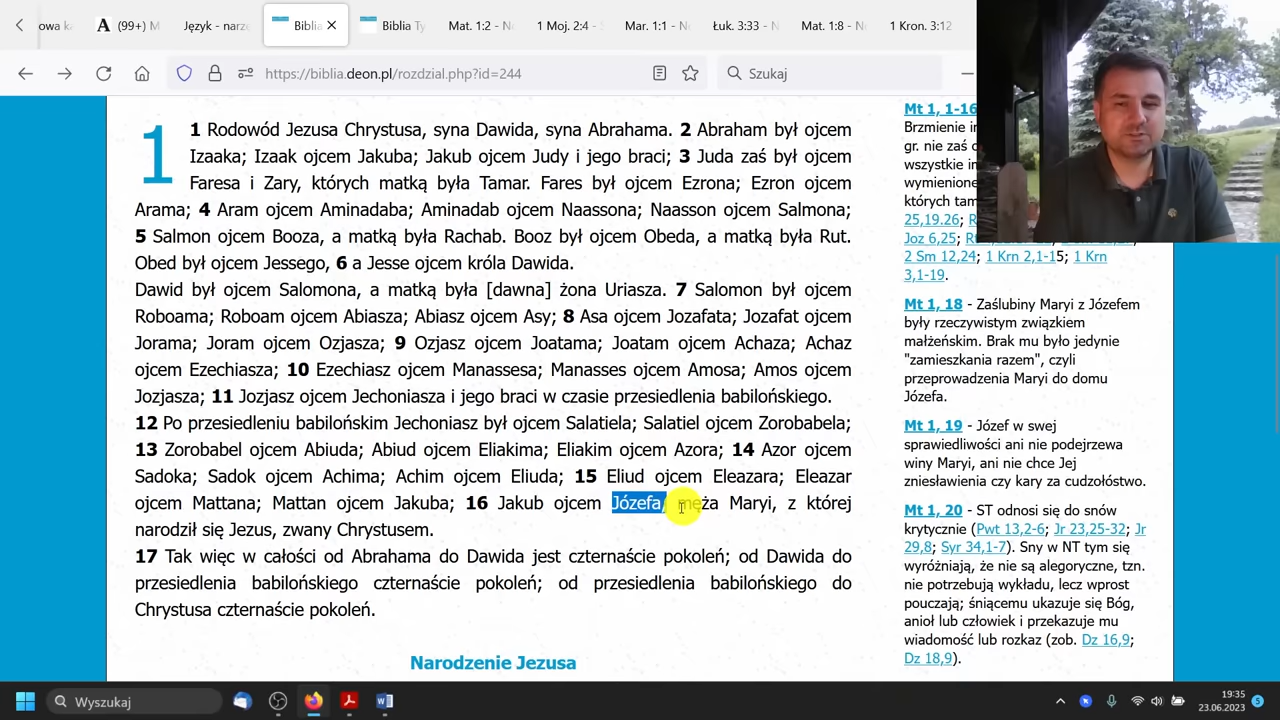 owa ka
(99+) M
Język - narze
Biblia
Biblia Ty
Mat. 1:2 - Ne
1 Moj. 2:4 -
Mar. 1:1 - Ne
Łuk. 3:33 - Ne
Mat. 1:8 - Ne
1 Kron. 3:12
https://biblia.deon.pl/rozdzial.php?id=244
Szukaj
1
1 Rodowód Jezusa Chrystusa, syna Dawida, syna Abrahama. 2 Abraham był ojcem
Izaaka; Izaak ojcem Jakuba; Jakub ojcem Judy i jego braci; 3 Juda zaś był ojcem
Faresa i Zary, których matką była Tamar. Fares był ojcem Ezrona; Ezron ojcem
Arama; 4 Aram ojcem Aminadaba; Aminadab ojcem Naassona; Naasson ojcem Salmona;
5 Salmon ojcem Booza, a matką była Rachab. Booz był ojcem Obeda, a matką była Rut.
Obed był ojcem Jessego, 6 a Jesse ojcem króla Dawida.
Dawid był ojcem Salomona, a matką była [dawna] żona Uriasza. 7 Salomon był ojcem
Roboama; Roboam ojcem Abiasza; Abiasz ojcem Asy; 8 Asa ojcem Jozafata; Jozafat ojcem
Jorama; Joram ojcem Ozjasza; 9 Ozjasz ojcem Joatama; Joatam ojcem Achaza; Achaz
ojcem Ezechiasza; 10 Ezechiasz ojcem Manassesa; Manasses ojcem Amosa; Amos ojcem
Jozjasza; 11 Jozjasz ojcem Jechoniasza i jego braci w czasie przesiedlenia babilońskiego.
12 Po przesiedleniu babilońskim Jechoniasz był ojcem Salatiela; Salatiel ojcem Zorobabela;
13 Zorobabel ojcem Abiuda; Abiud ojcem Eliakima; Eliakim ojcem Azora; 14 Azor ojcem
Sadoka; Sadok ojcem Achima; Achim ojcem Eliuda; 15 Eliud ojcem Eleazara; Eleazar
ojcem Mattana; Mattan ojcem Jakuba; 16 Jakub ojcem Józefa, męża Maryi, z której
narodził się Jezus, zwany Chrystusem.
17 Tak więc w całości od Abrahama do Dawida jest czternaście pokoleń; od Dawida do
przesiedlenia babilońskiego czternaście pokoleń; od przesiedlenia babilońskiego do
Chrystusa czternaście pokoleń.
Narodzenie Jezusa
Mt 1, 1-16
Brzmienie in
gr. nie zaś d
wszystkie in
wymienione
których tam
25,19.26; R
Joz 6,25;
2 Sm 12,24; 1 Krn 2,1-15; 1 Krn
3,1-19.
Mt 1, 18 - Zaślubiny Maryi z Józefem
były rzeczywistym związkiem
małżeńskim. Brak mu było jedynie
"zamieszkania razem", czyli
przeprowadzenia Maryi do domu
Józefa.
Mt 1, 19 - Józef w swej
sprawiedliwości ani nie podejrzewa
winy Maryi, ani nie chce Jej
zniesławienia czy kary za cudzołóstwo.
Mt 1, 20 - ST odnosi się do snów
krytycznie (Pwt 13,2-6; Jr 23,25-32; Jr
29,8; Syr 34,1-7). Sny w NT tym się
wyróżniają, że nie są alegoryczne, tzn.
nie potrzebują wykładu, lecz wprost
pouczają; śniącemu ukazuje się Bóg,
anioł lub człowiek i przekazuje mu
wiadomość lub rozkaz (zob. Dz 16,9;
Dz 18,9).
Wyszukaj
19:35
23.06.2023
5